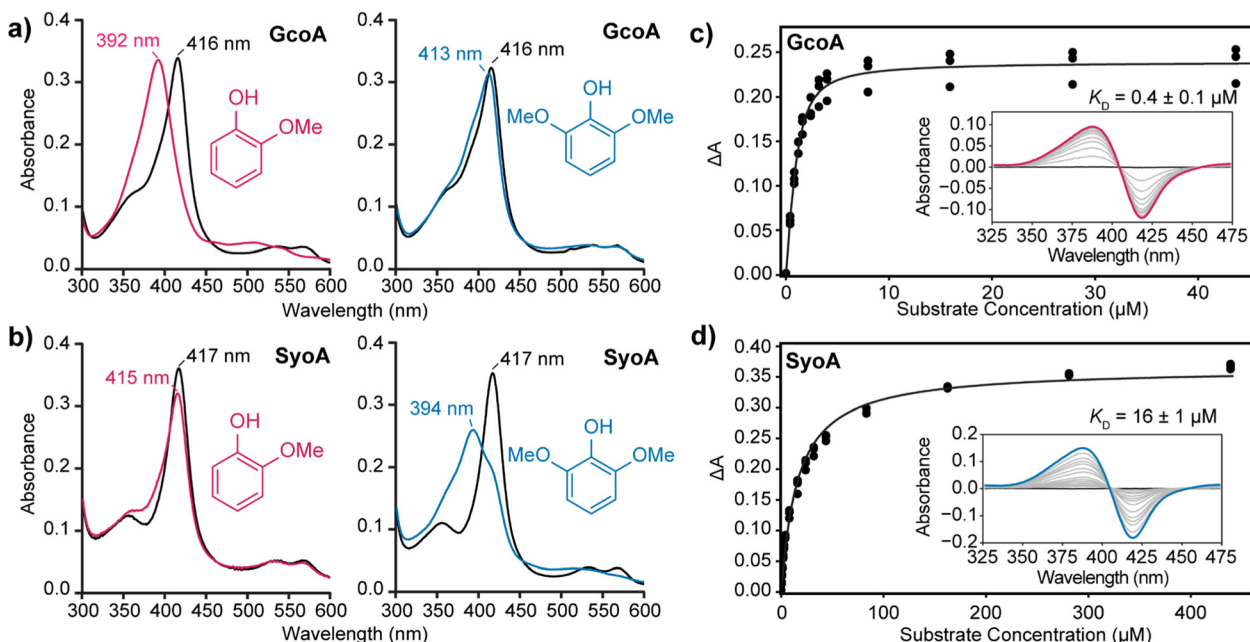 a)
GcoA
392 nm
416 nm
OH
OMe
Absorbance
0.4
0.3
0.2
0.1
0.0
300 350 400 450 500 550 600
GcoA
413 nm
416 nm
OH
MeO
OMe
0.4
0.3
0.2
0.1
0.0
300 350 400 450 500 550 600
Wavelength (nm)
b)
SyoA
417 nm
415 nm
OH
OMe
Absorbance
0.4
0.3
0.2
0.1
0.0
300 350 400 450 500 550 600
SyoA
417 nm
394 nm
OH
MeO
OMe
0.4
0.3
0.2
0.1
0.0
300 350 400 450 500 550 600
Wavelength (nm)
c)
GcoA
ΔA
0.25
0.20
0.15
0.10
0.05
0.00
0 10 20 30 40
Substrate Concentration (µM)
KD = 0.4 ± 0.1 µM
Absorbance
0.10
0.05
0.00
−0.05
−0.10
325 350 375 400 425 450 475
Wavelength (nm)
d)
SyoA
ΔA
0.40
0.35
0.30
0.25
0.20
0.15
0.10
0.05
0.00
0 100 200 300 400
Substrate Concentration (µM)
KD = 16 ± 1 µM
Absorbance
0.2
0.1
0.0
−0.1
−0.2
325 350 375 400 425 450 475
Wavelength (nm)